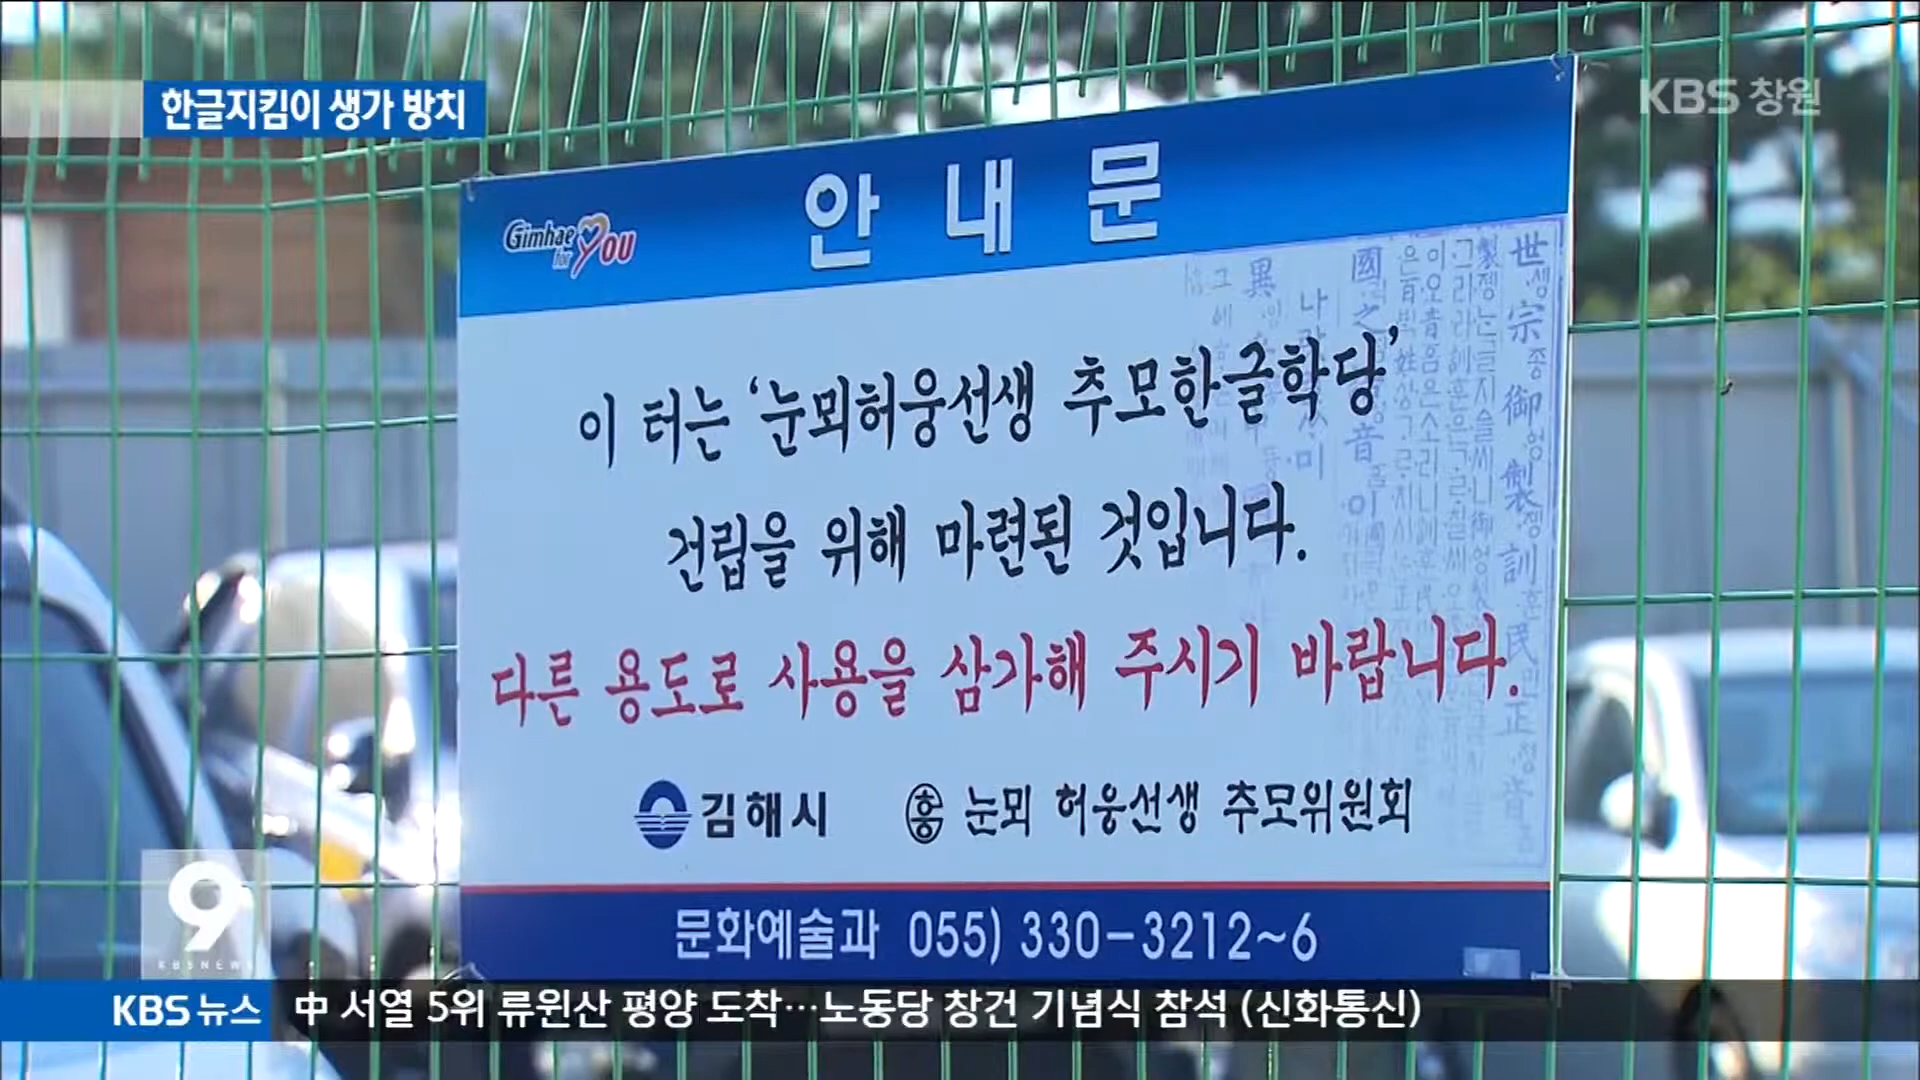 한글지킴이 생가 방치
KBS 창원
Gimhae for YOU
안내문
이 터는 ‘눈뫼허웅선생 추모한글학당’
건립을 위해 마련된 것입니다.
다른 용도로 사용을 삼가해 주시기 바랍니다.
김해시
눈뫼 허웅선생 추모위원회
문화예술과 055) 330-3212~6
世宗御製訓民正音
9
KBS NEWS
KBS 뉴스
中 서열 5위 류윈산 평양 도착…노동당 창건 기념식 참석 (신화통신)